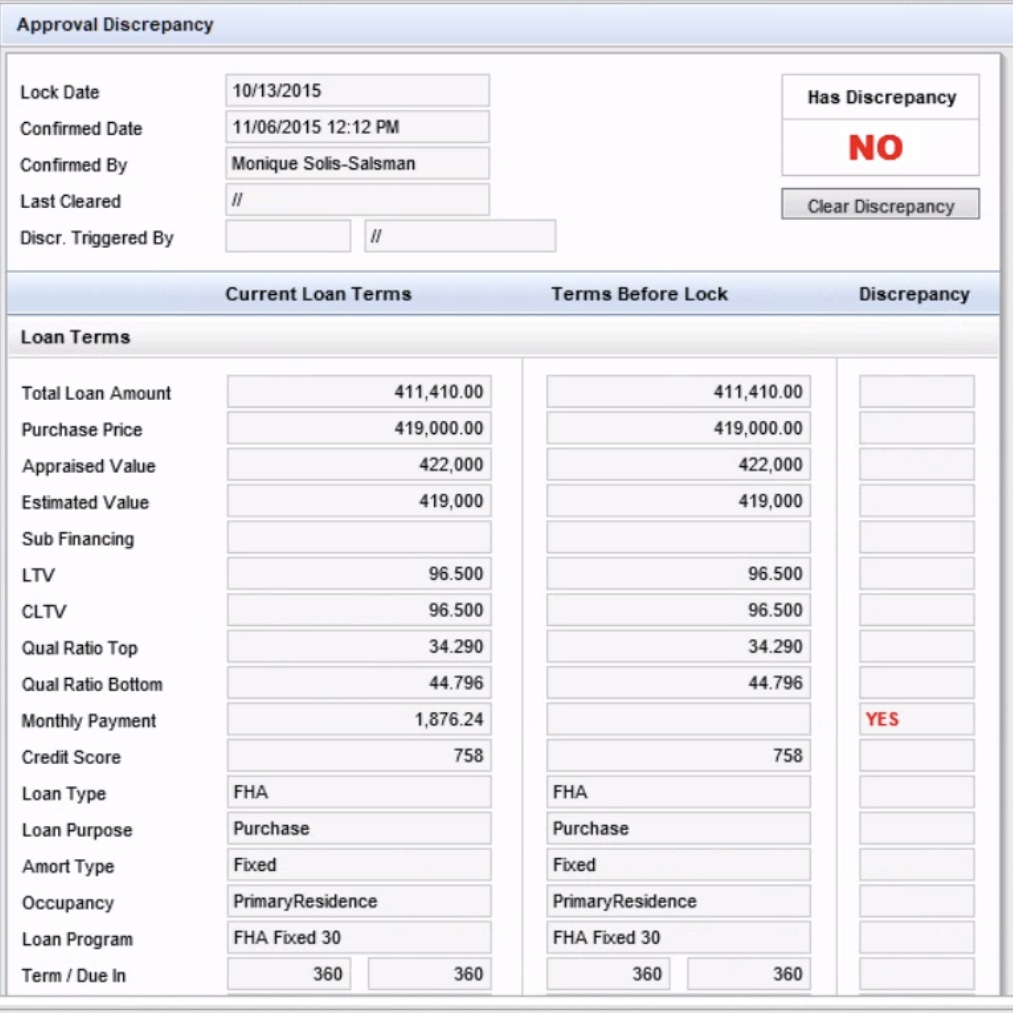 Approval Discrepancy
Lock Date 10/13/2015
Has Discrepancy
Confirmed Date 11/06/2015 12:12 PM
NO
Confirmed By Monique Solis-Salsman
Last Cleared //
Clear Discrepancy
Discr. Triggered By //
Current Loan Terms Terms Before Lock Discrepancy
Loan Terms
Total Loan Amount 411,410.00 411,410.00
Purchase Price 419,000.00 419,000.00
Appraised Value 422,000 422,000
Estimated Value 419,000 419,000
Sub Financing
LTV 96.500 96.500
CLTV 96.500 96.500
Qual Ratio Top 34.290 34.290
Qual Ratio Bottom 44.796 44.796
Monthly Payment 1,876.24 YES
Credit Score 758 758
Loan Type FHA FHA
Loan Purpose Purchase Purchase
Amort Type Fixed Fixed
Occupancy PrimaryResidence PrimaryResidence
Loan Program FHA Fixed 30 FHA Fixed 30
Term / Due In 360 360 360 360